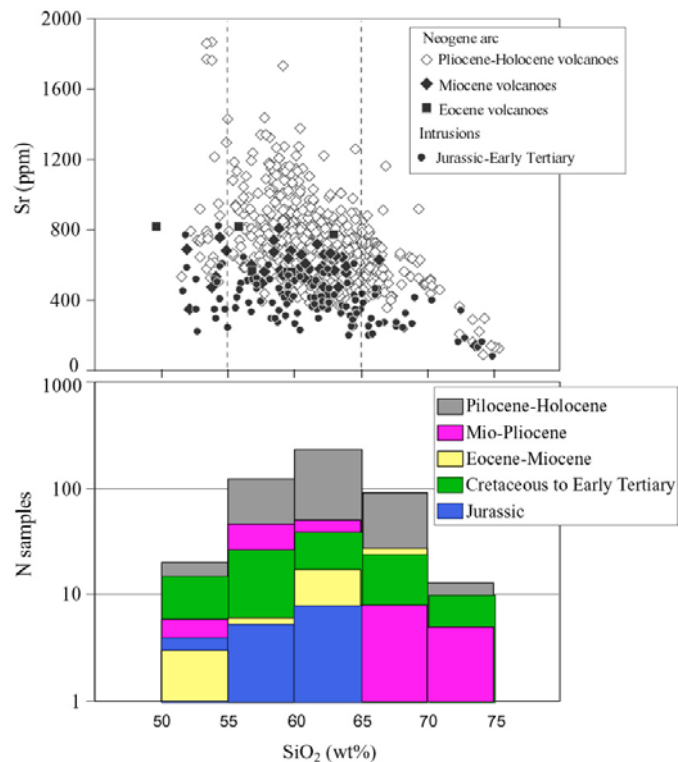 2000
1600
1200
800
400
0
Sr (ppm)
Neogene arc
Pliocene-Holocene volcanoes
Miocene volcanoes
Eocene volcanoes
Intrusions
Jurassic-Early Tertiary
1000
100
10
1
N samples
Pilocene-Holocene
Mio-Pliocene
Eocene-Miocene
Cretaceous to Early Tertiary
Jurassic
50 55 60 65 70 75
SiO₂ (wt%)